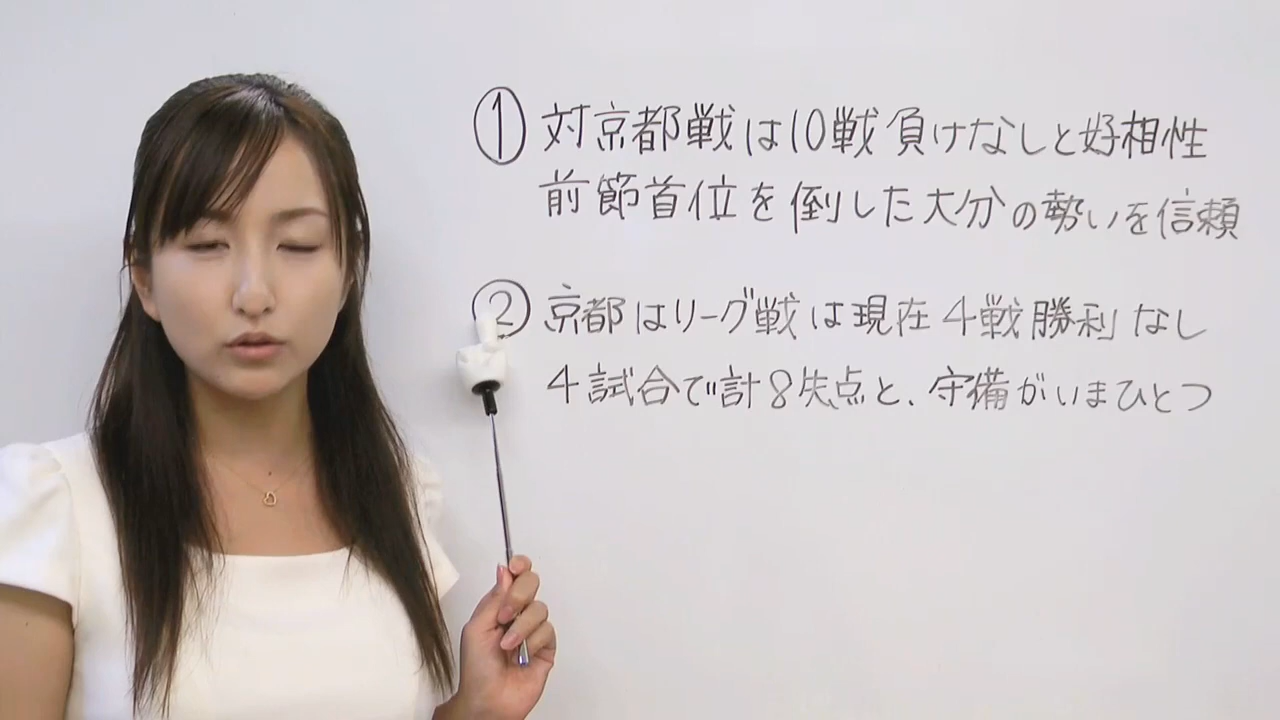 ① 対京都戦は10戦負けなしと好相性
前節首位を倒した大分の勢いを信頼
② 京都はリーグ戦は現在4戦勝利なし
4試合で計8失点と、守備がいまひとつ